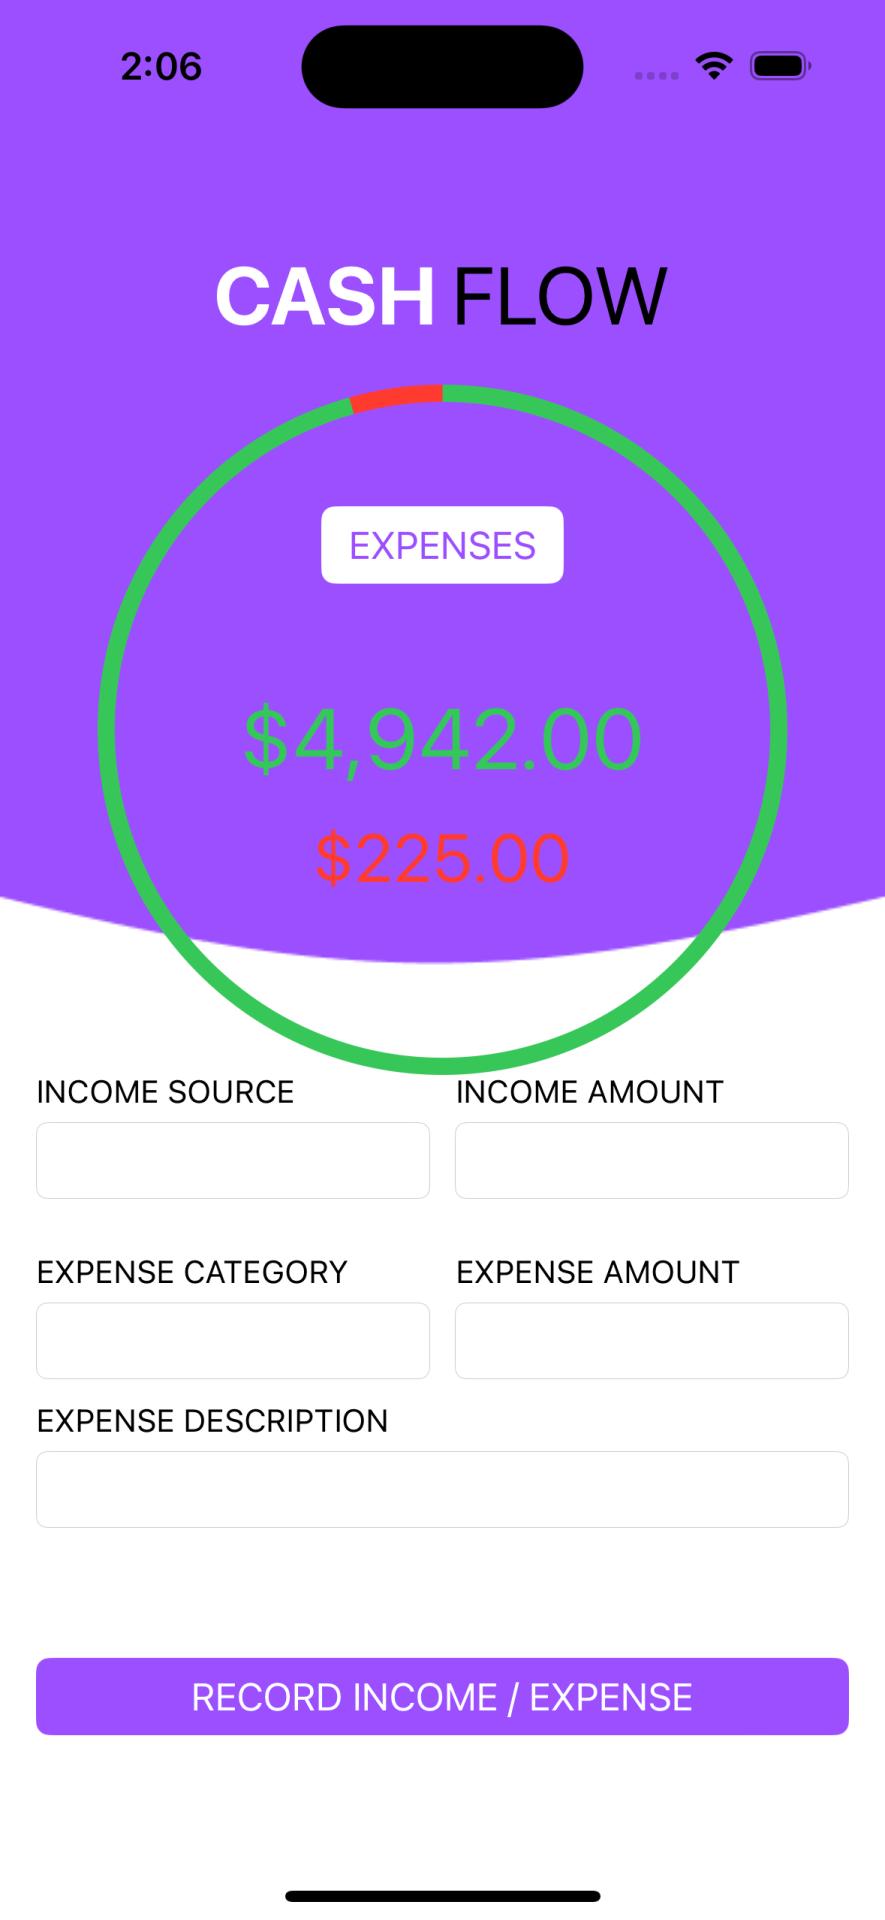 2:06
CASH FLOW
EXPENSES
$4,942.00
$225.00
INCOME SOURCE INCOME AMOUNT
EXPENSE CATEGORY EXPENSE AMOUNT
EXPENSE DESCRIPTION
RECORD INCOME / EXPENSE